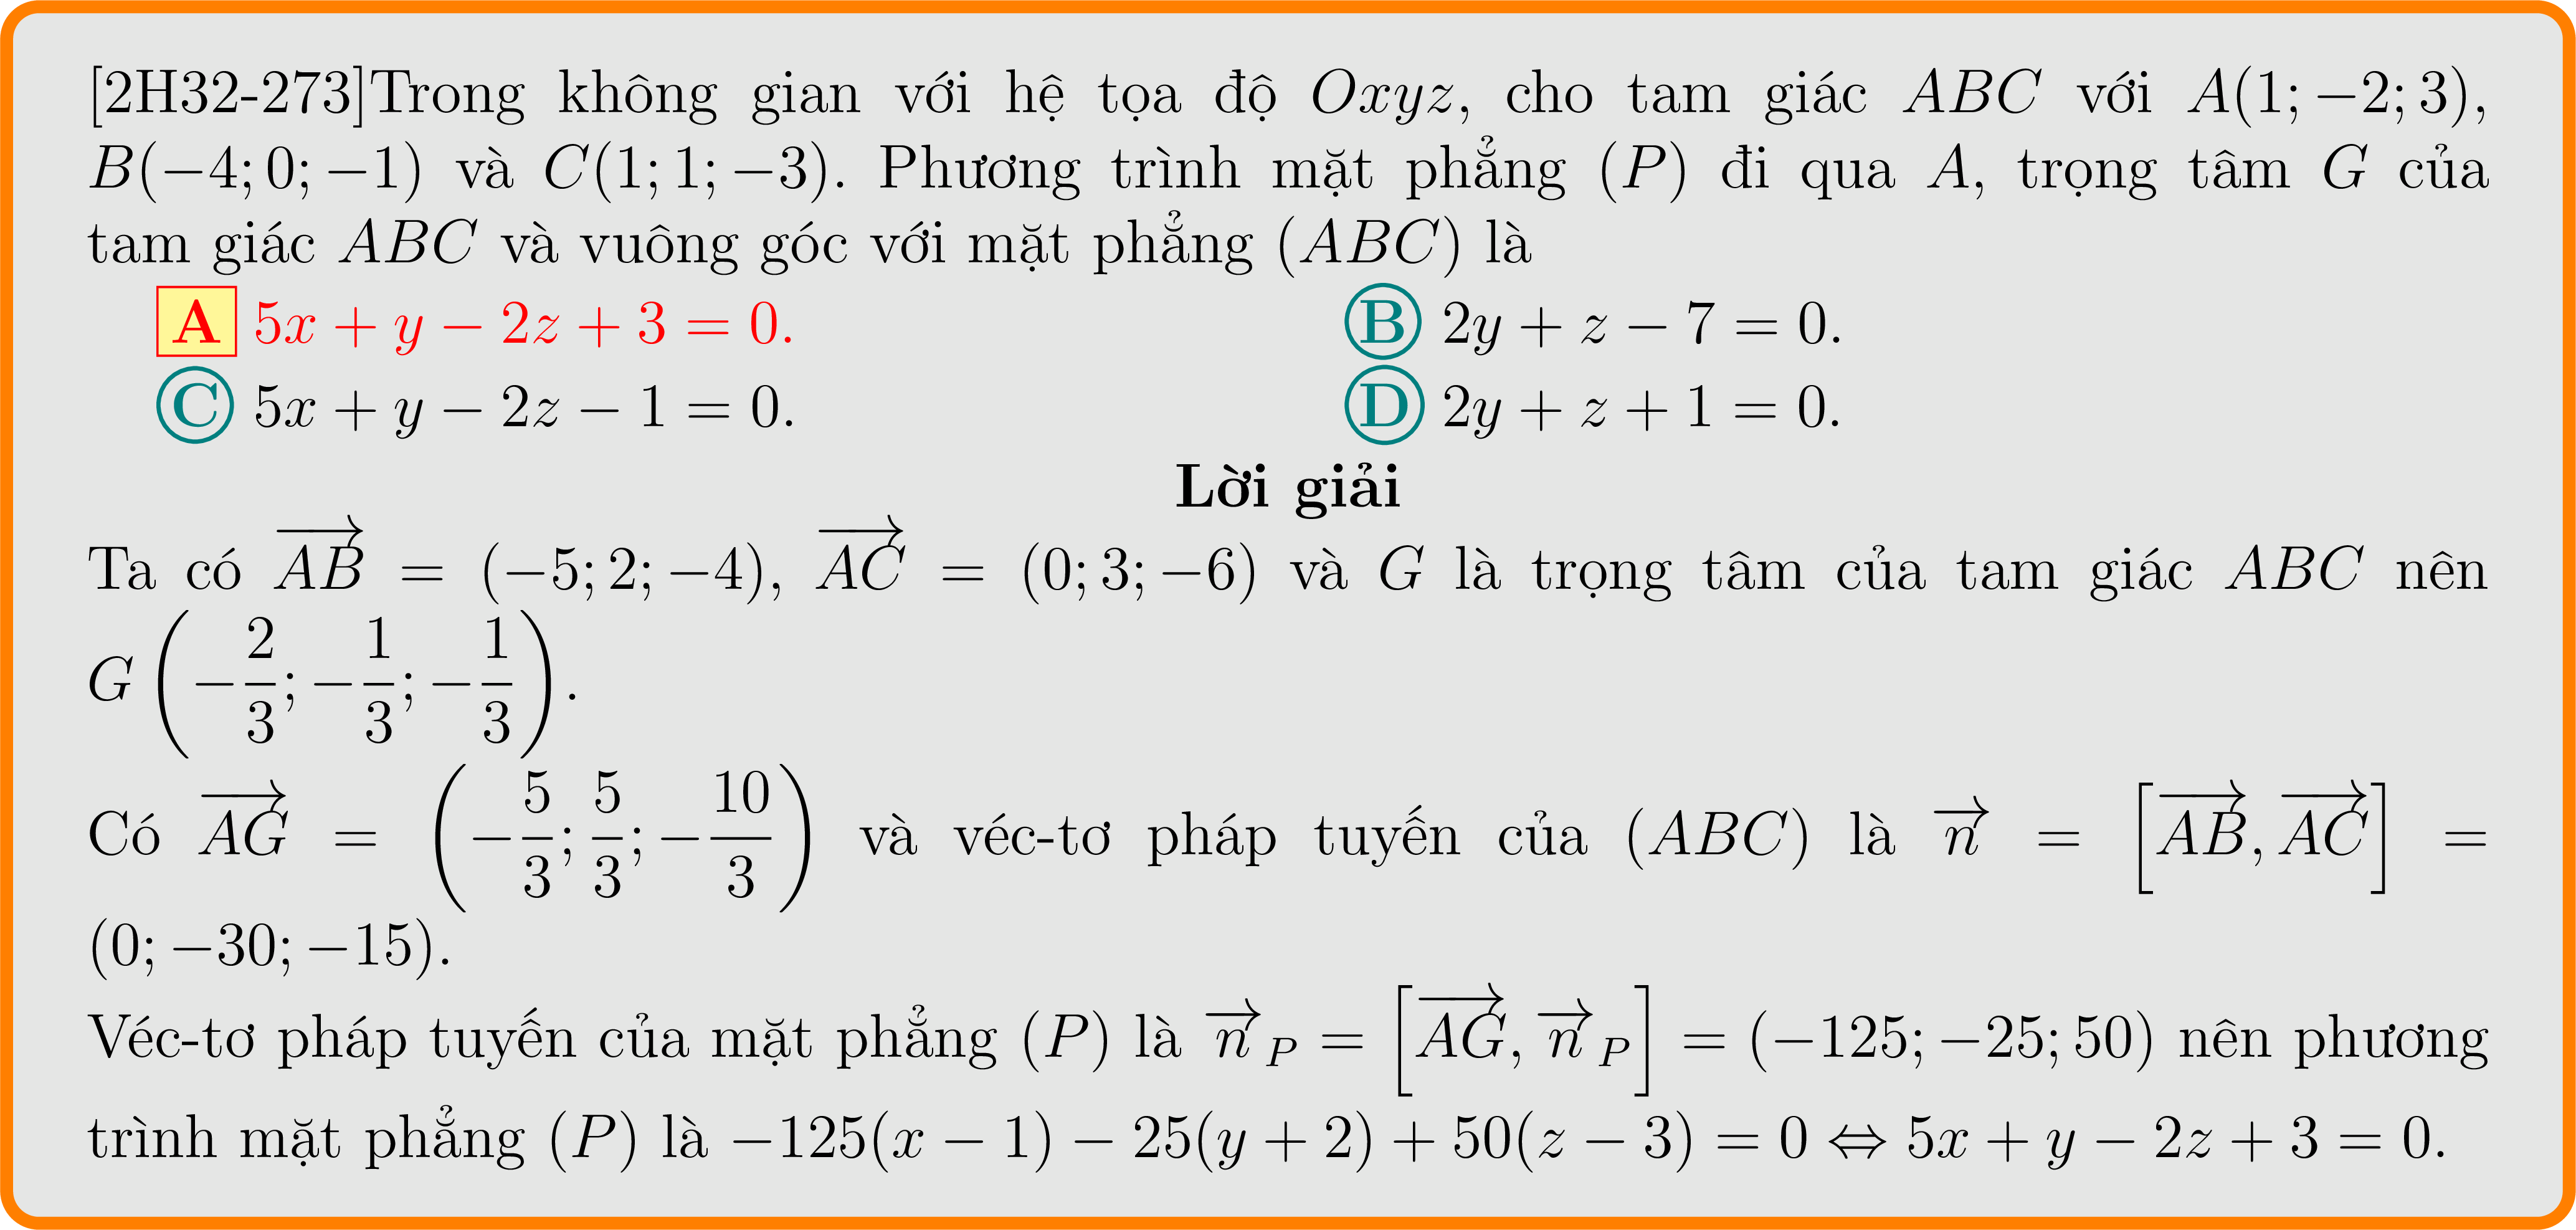 [2H32-273]Trong không gian với hệ tọa độ Oxyz, cho tam giác ABC với A(1; −2; 3),
B(−4; 0; −1) và C(1; 1; −3). Phương trình mặt phẳng (P) đi qua A, trọng tâm G của
tam giác ABC và vuông góc với mặt phẳng (ABC) là
A 5x + y − 2z + 3 = 0. B 2y + z − 7 = 0.
C 5x + y − 2z − 1 = 0. D 2y + z + 1 = 0.
Lời giải
Ta có $\overrightarrow{AB}$ = (−5; 2; −4), $\overrightarrow{AC}$ = (0; 3; −6) và G là trọng tâm của tam giác ABC nên
$G\left(-\dfrac{2}{3}; -\dfrac{1}{3}; -\dfrac{1}{3}\right)$.
Có $\overrightarrow{AG} = \left(-\dfrac{5}{3}; \dfrac{5}{3}; -\dfrac{10}{3}\right)$ và véc-tơ pháp tuyến của (ABC) là $\overrightarrow{n} = \left[\overrightarrow{AB}, \overrightarrow{AC}\right]$ =
(0; −30; −15).
Véc-tơ pháp tuyến của mặt phẳng (P) là $\overrightarrow{n}_P = \left[\overrightarrow{AG}, \overrightarrow{n}_P\right]$ = (−125; −25; 50) nên phương
trình mặt phẳng (P) là −125(x − 1) − 25(y + 2) + 50(z − 3) = 0 ⇔ 5x + y − 2z + 3 = 0.